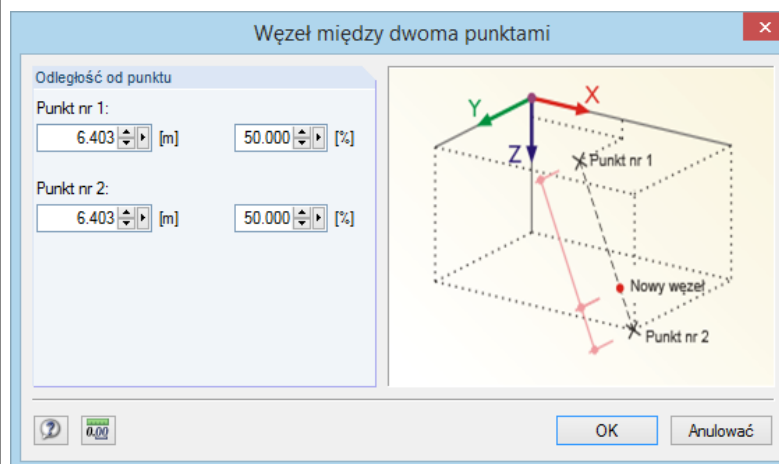 Węzeł między dwoma punktami
Odległość od punktu
Punkt nr 1:
6.403 [m] 50.000 [%]
Punkt nr 2:
6.403 [m] 50.000 [%]
Y X
Z
Punkt nr 1
Nowy węzeł
Punkt nr 2
0.00
OK Anulować